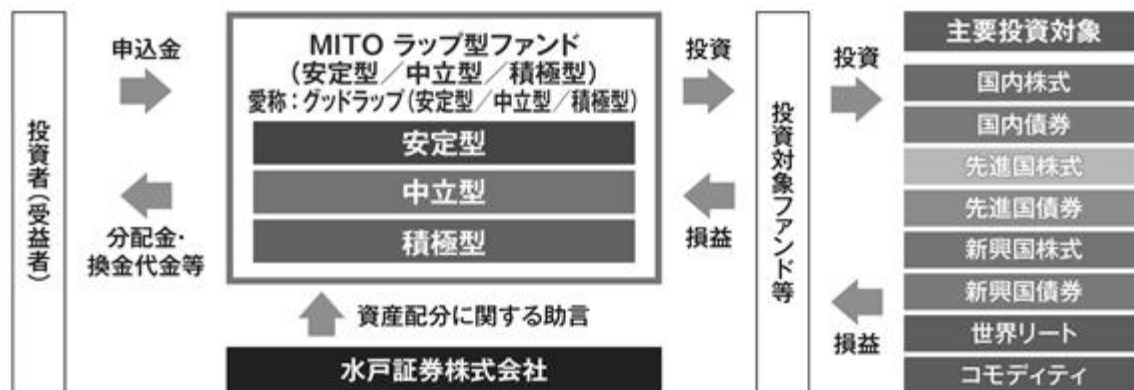 投資者(受益者)
申込金
分配金・
換金代金等
MITO ラップ型ファンド
(安定型/中立型/積極型)
愛称:グッドラップ(安定型/中立型/積極型)
安定型
中立型
積極型
資産配分に関する助言
水戸証券株式会社
投資
損益
投資対象ファンド等
投資
損益
主要投資対象
国内株式
国内債券
先進国株式
先進国債券
新興国株式
新興国債券
世界リート
コモディティ